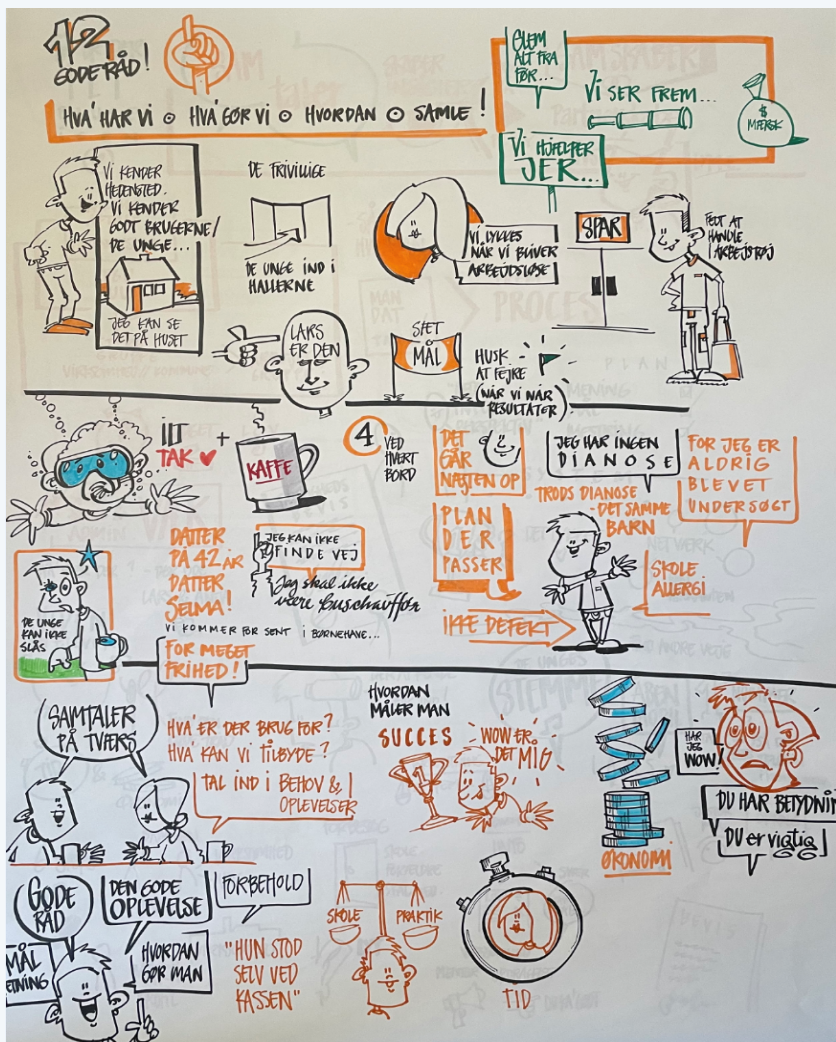 12
GODE RÅD!
HVA' HAR VI
HVA' GØR VI
HVORDAN
SAMLE!
GLEM
ALT FRA
FØR...
VI SER FREM...
$
MÆRSK
VI HJÆLPER
JER...
VI KENDER
HEDENSTED.
VI KENDER
GODT BRUGERNE/
DE UNGE...
JEG KAN SE
DET PÅ HUSET
DE FRIVILLIGE
DE UNGE IND I
HALLERNE
VI LYKKES
NÅR VI BLIVER
ARBEJDSLØSE
SPAR
FEDT AT
HANDLE
I ARBEJSTØJ
LARS
ER DEN
SÆT
MÅL
HUSK
AT FEJRE
(NÅR VI NÅR
RESULTATER)
ILT
TAK
+
KAFFE
4
VED
HVERT
BORD
DET
GÅR
NÆJTEN OP
PLAN
DER
PASSER
JEG HAR INGEN
DIANOSE
FOR JEG ER
ALDRIG
BLEVET
UNDERSØGT
TRODS DIANOSE
- DET SAMME
BARN
SKOLE
ALLERGI
IKKE DEFEKT
DE UNGE
KAN IKKE
SLÅS
DATTER
PÅ 42 ÅR
DATTER
SELMA!
JEG KAN IKKE
FINDE VEJ
Jeg skal ikke
være buschauffør
VI KOMMER FOR SENT I BØRNEHAVE...
FOR MEGET
FRIHED!
SAMTALER
PÅ TVÆRS
HVA' ER DER BRUG FOR?
HVA' KAN VI TILBYDE?
TAL IND I BEHOV &
OPLEVELSER
HVORDAN
MÅLER MAN
SUCCES
1
WOW ER
DET MIG
ØKONOMI
HAR
JEG
WOW!
DU HAR BETYDNIN
DU er vigtig
GODE
RÅD
DEN GODE
OPLEVELSE
FORBEHOLD
MÅL
ETNING
HVORDAN
GØR MAN
"HUN STOD
SELV VED
KASSEN"
SKOLE
PRAKTIK
TID